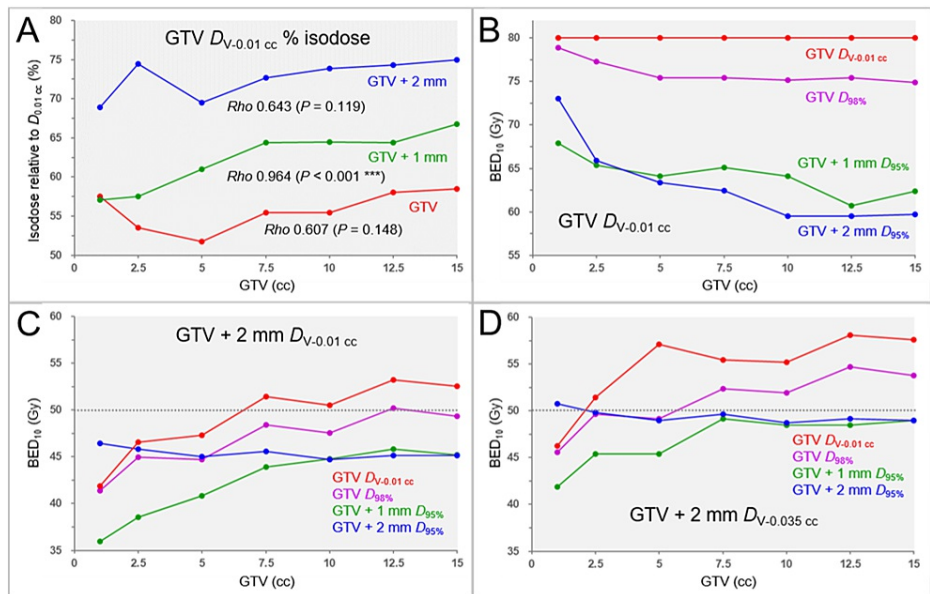 A
GTV D_V-0.01 cc % isodose
80
75
70
65
60
55
50
Isodose relative to D_0.01 cc (%)
GTV + 2 mm
Rho 0.643 (P = 0.119)
GTV + 1 mm
Rho 0.964 (P < 0.001 ***)
GTV
Rho 0.607 (P = 0.148)
0 2.5 5 7.5 10 12.5 15
GTV (cc)
B
80
75
70
65
60
55
BED10 (Gy)
GTV D_V-0.01 cc
GTV D98%
GTV + 1 mm D95%
GTV + 2 mm D95%
GTV D_V-0.01 cc
0 2.5 5 7.5 10 12.5 15
GTV (cc)
C
GTV + 2 mm D_V-0.01 cc
60
55
50
45
40
35
BED10 (Gy)
GTV D_V-0.01 cc
GTV D98%
GTV + 1 mm D95%
GTV + 2 mm D95%
0 2.5 5 7.5 10 12.5 15
GTV (cc)
D
60
55
50
45
40
35
BED10 (Gy)
GTV D_V-0.01 cc
GTV D98%
GTV + 1 mm D95%
GTV + 2 mm D95%
GTV + 2 mm D_V-0.035 cc
0 2.5 5 7.5 10 12.5 15
GTV (cc)